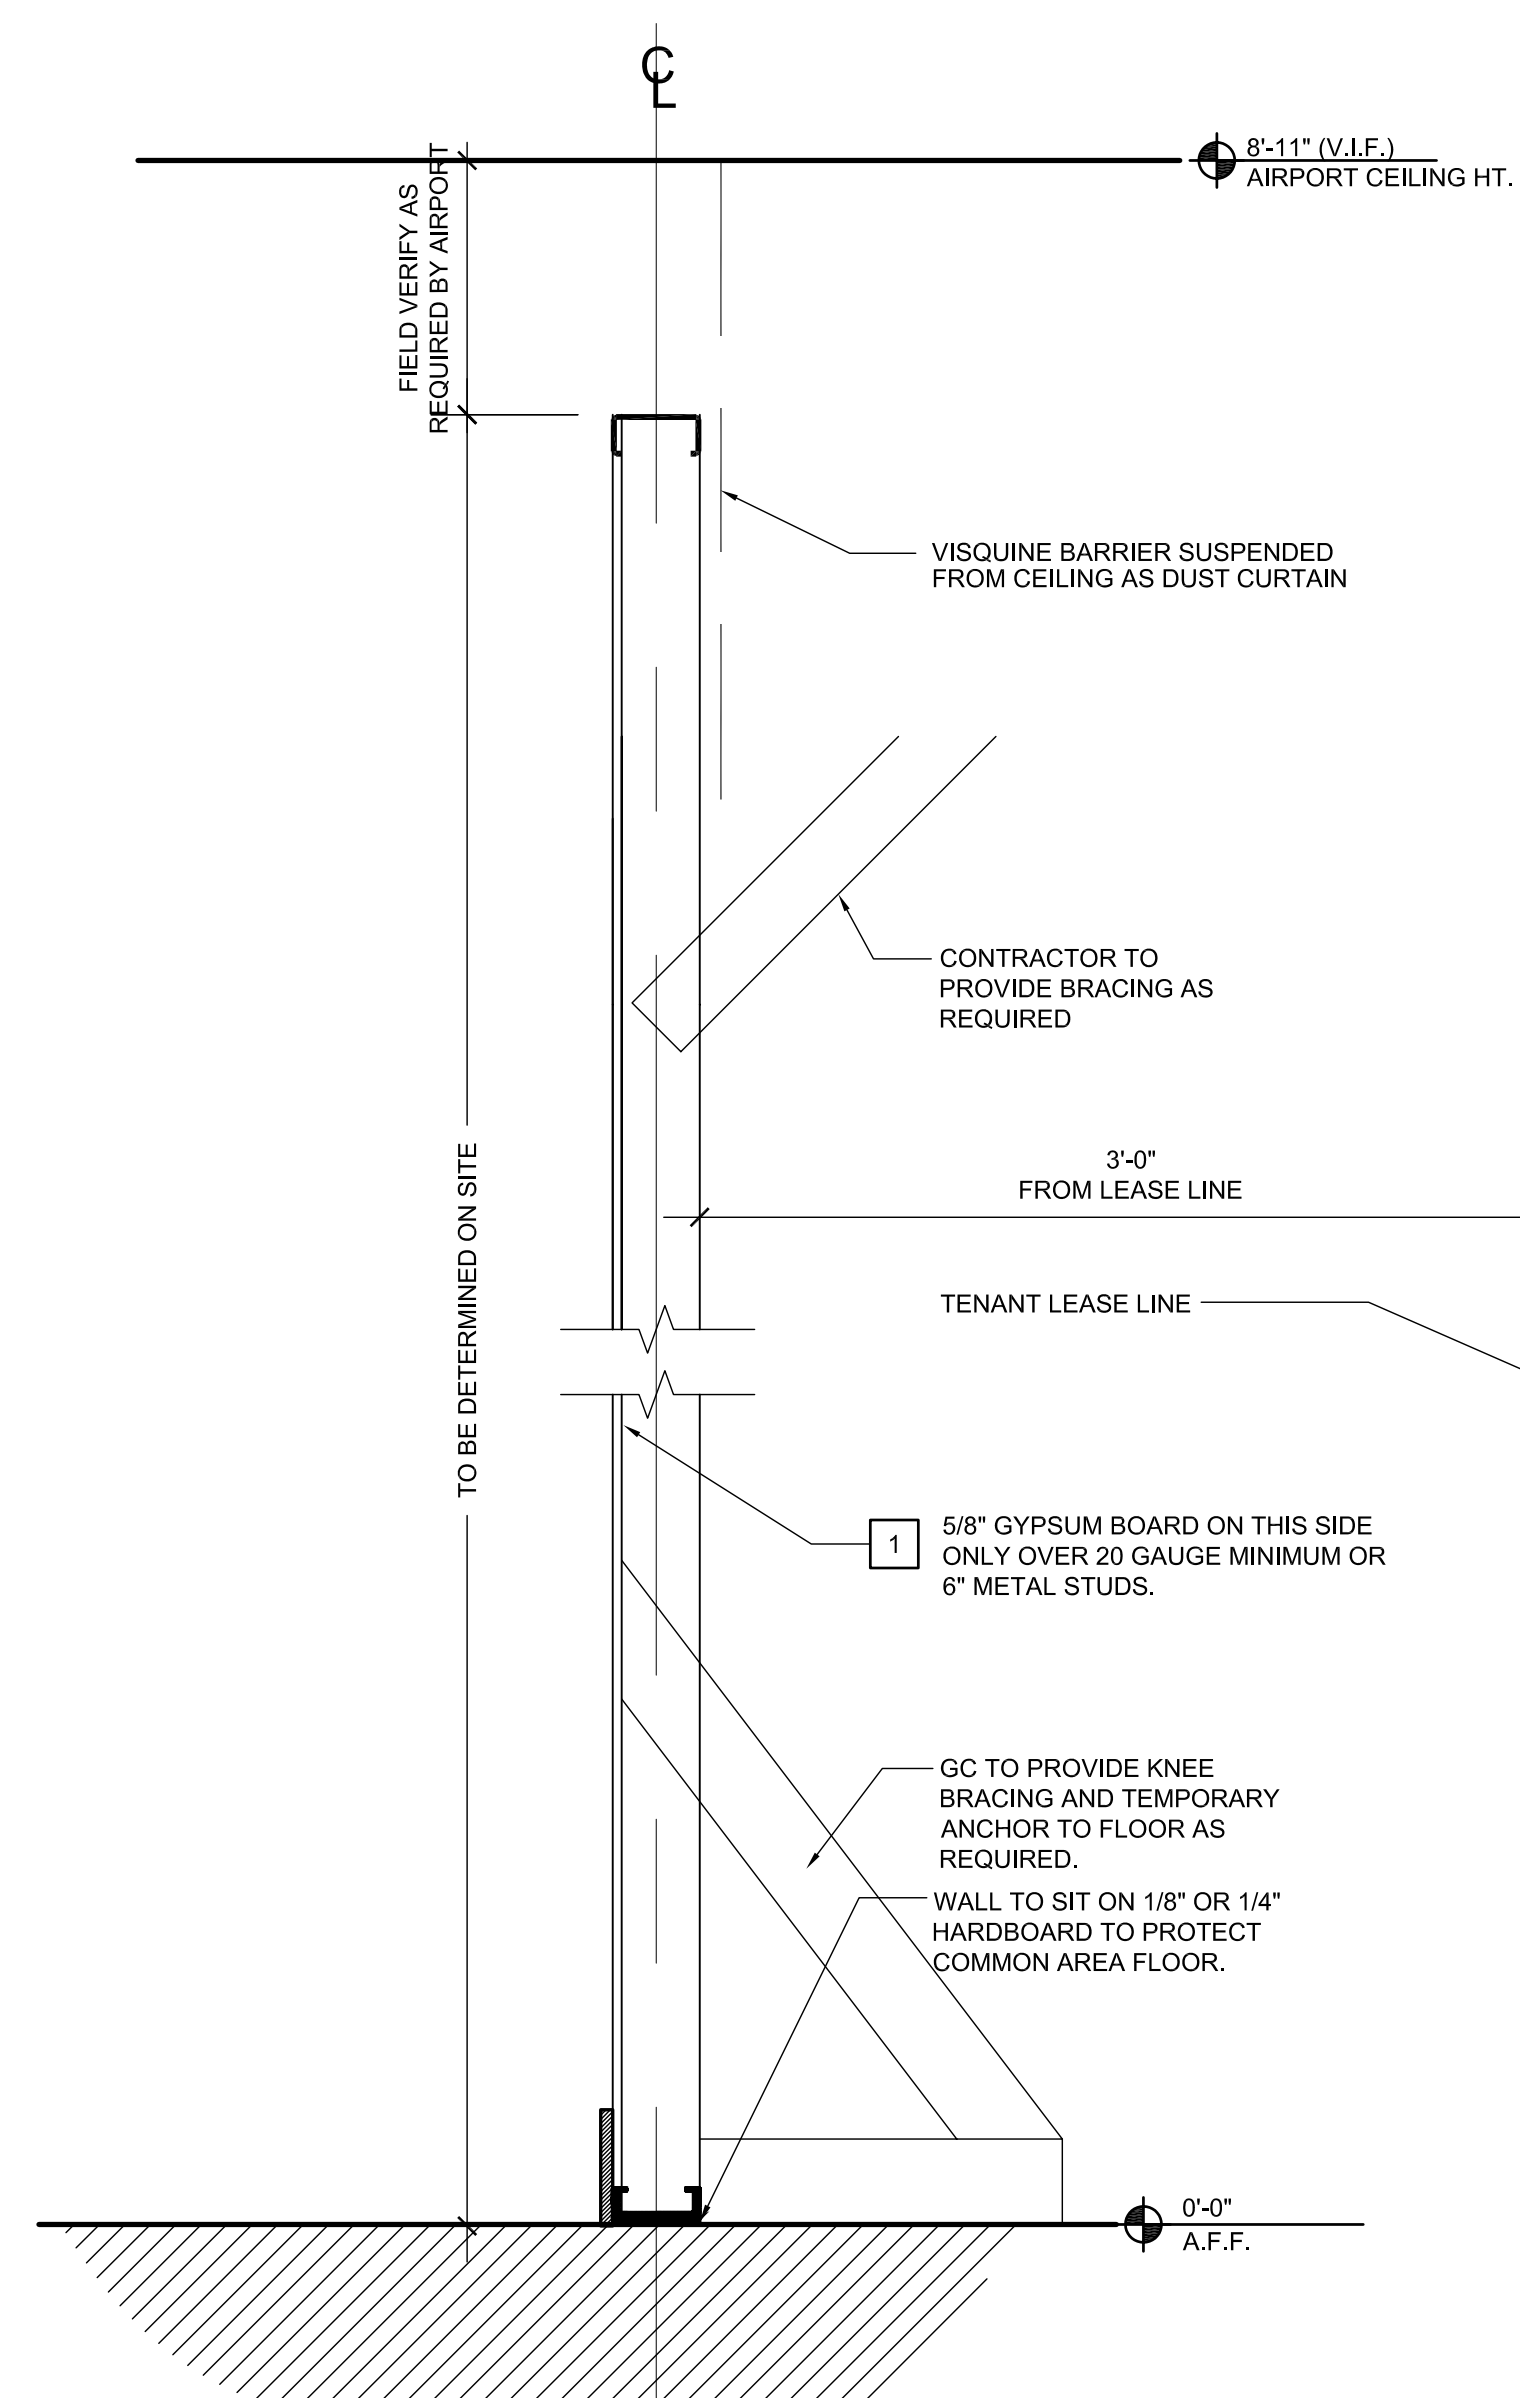 CL
8'-11" (V.I.F.)
AIRPORT CEILING HT.
FIELD VERIFY AS
REQUIRED BY AIRPORT
VISQUINE BARRIER SUSPENDED
FROM CEILING AS DUST CURTAIN
CONTRACTOR TO
PROVIDE BRACING AS
REQUIRED
3'-0"
FROM LEASE LINE
TO BE DETERMINED ON SITE
TENANT LEASE LINE
1
5/8" GYPSUM BOARD ON THIS SIDE
ONLY OVER 20 GAUGE MINIMUM OR
6" METAL STUDS.
GC TO PROVIDE KNEE
BRACING AND TEMPORARY
ANCHOR TO FLOOR AS
REQUIRED.
WALL TO SIT ON 1/8" OR 1/4"
HARDBOARD TO PROTECT
COMMON AREA FLOOR.
0'-0"
A.F.F.